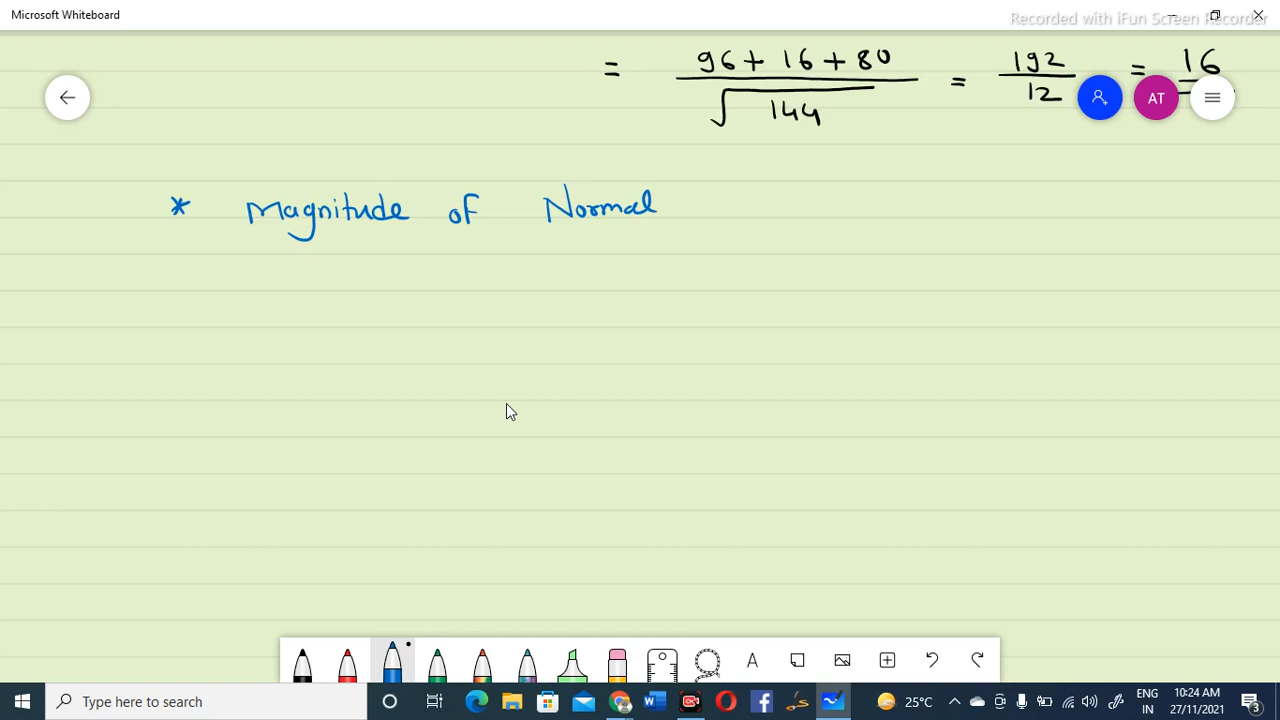 Microsoft Whiteboard
Recorded with iFun Screen Recorder
= 96 + 16 + 80 / √144 = 192 / 12 = 16
AT
* Magnitude of Normal
A
Type here to search
25°C
ENG
IN
10:24 AM
27/11/2021
3